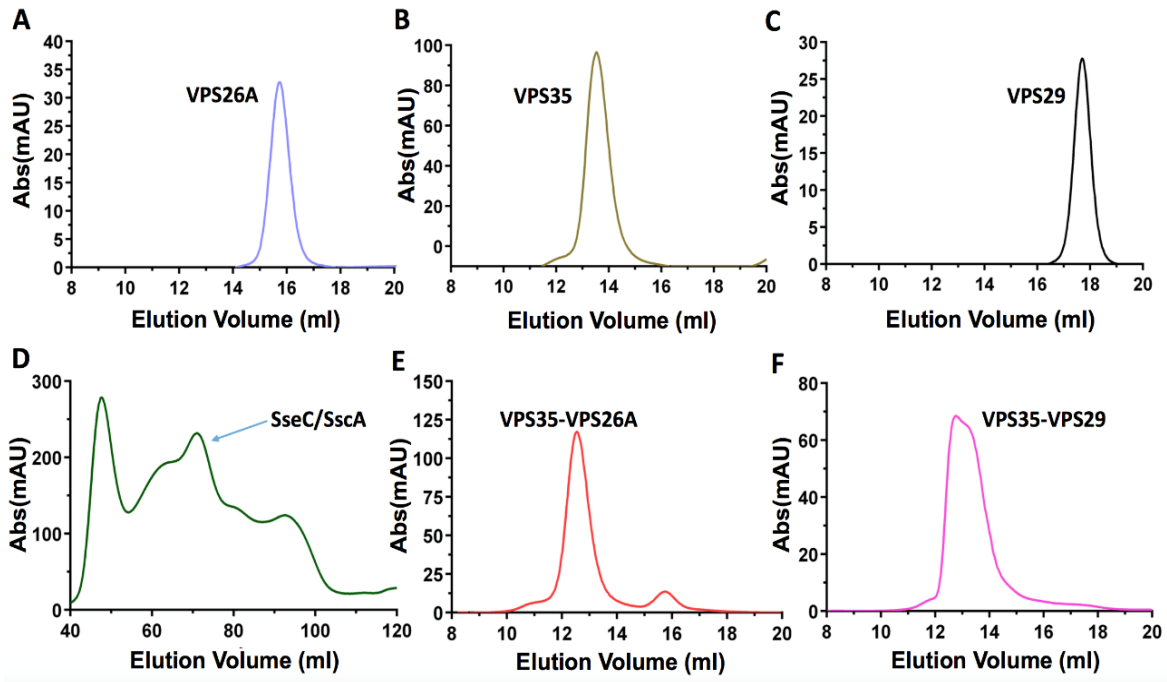 A
40
35
30
25
20
15
10
5
0
Abs(mAU)
VPS26A
8 10 12 14 16 18 20
Elution Volume (ml)
B
100
80
60
40
20
0
Abs(mAU)
VPS35
8 10 12 14 16 18 20
Elution Volume (ml)
C
30
25
20
15
10
5
0
Abs(mAU)
VPS29
8 10 12 14 16 18 20
Elution Volume (ml)
D
300
200
100
0
Abs(mAU)
SseC/SscA
40 60 80 100 120
Elution Volume (ml)
E
150
125
100
75
50
25
0
Abs(mAU)
VPS35-VPS26A
8 10 12 14 16 18 20
Elution Volume (ml)
F
80
60
40
20
0
Abs(mAU)
VPS35-VPS29
8 10 12 14 16 18 20
Elution Volume (ml)